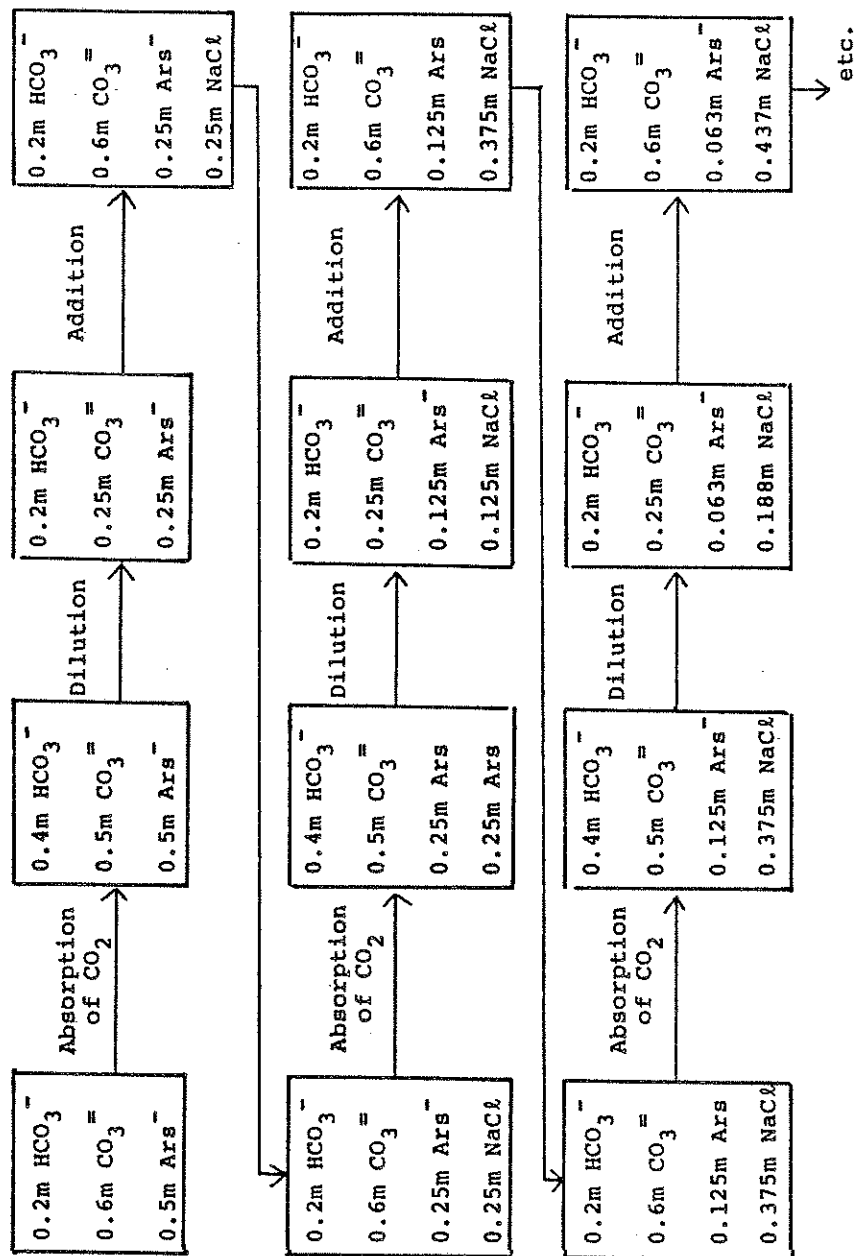 0.2m HCO₃⁻
0.6m CO₃⁼
0.5m Ars⁻
Absorption
of CO₂
0.4m HCO₃⁻
0.5m CO₃⁼
0.5m Ars⁻
Dilution
0.2m HCO₃⁻
0.25m CO₃⁼
0.25m Ars⁻
Addition
0.2m HCO₃⁻
0.6m CO₃⁼
0.25m Ars⁻
0.25m NaCℓ
0.2m HCO₃⁻
0.6m CO₃⁼
0.25m Ars⁻
0.25m NaCℓ
Absorption
of CO₂
0.4m HCO₃⁻
0.5m CO₃⁼
0.25m Ars
0.25m Ars
Dilution
0.2m HCO₃⁻
0.25m CO₃⁼
0.125m Ars⁻
0.125m NaCℓ
Addition
0.2m HCO₃⁻
0.6m CO₃⁼
0.125m Ars
0.375m NaCℓ
0.2m HCO₃⁻
0.6m CO₃⁼
0.125m Ars
0.375m NaCℓ
Absorption
of CO₂
0.4m HCO₃⁻
0.5m CO₃⁼
0.125m Ars⁻
0.375m NaCℓ
Dilution
0.2m HCO₃⁻
0.25m CO₃⁼
0.063m Ars⁻
0.188m NaCℓ
Addition
0.2m HCO₃⁻
0.6m CO₃⁼
0.063m Ars⁻
0.437m NaCℓ
etc.